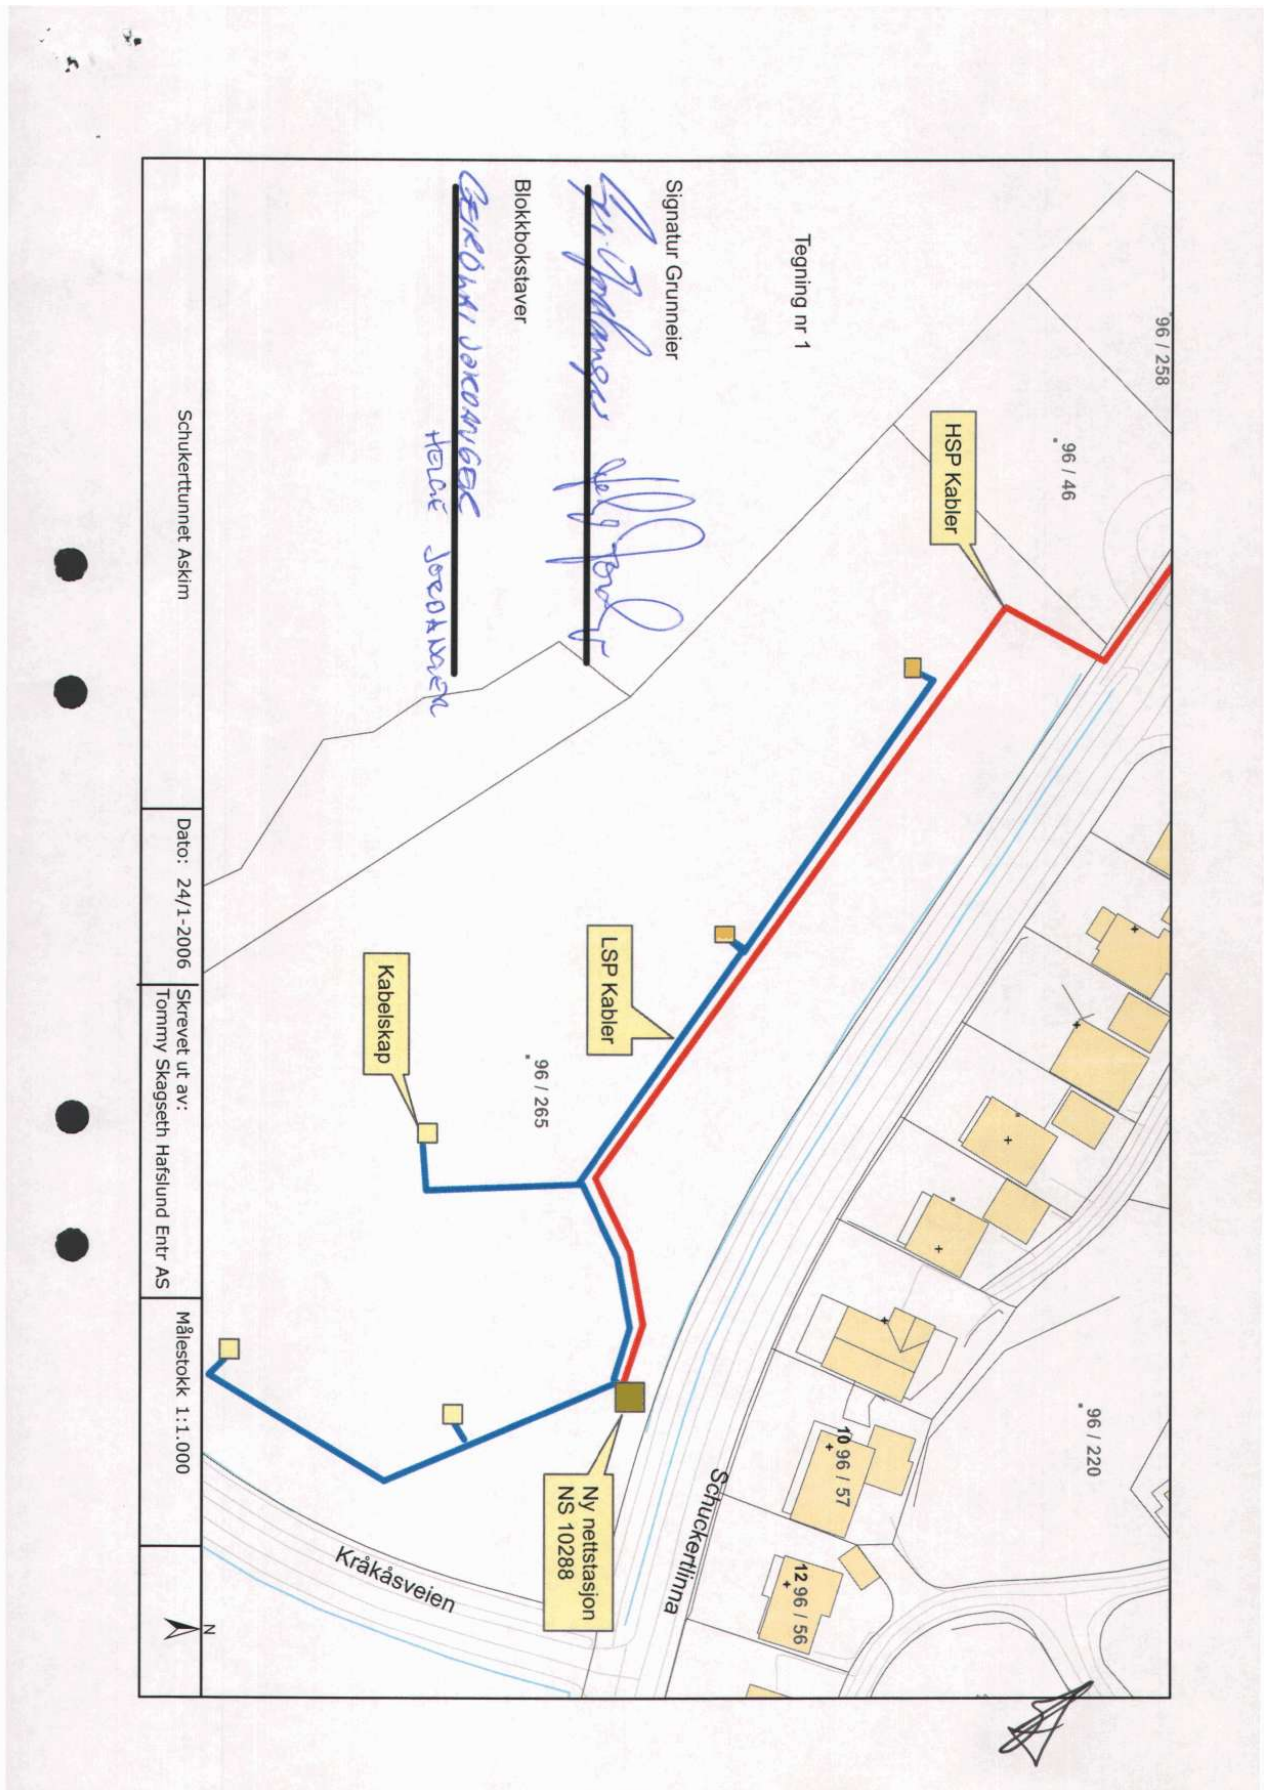 96 / 258
96 / 46
HSP Kabler
Tegning nr 1
Signatur Grunneier
Blokkbokstaver
JORDANGER
HELGE JORDANGER
LSP Kabler
96 / 265
Kabelskap
96 / 220
10 96 / 57
12 96 / 56
Schuckertlinna
Ny nettstasjon
NS 10288
Kråkåsveien
Schukerttunnet Askim
Dato: 24/1-2006
Skrevet ut av:
Tommy Skagseth Hafslund Entr AS
Målestokk 1:1.000
N